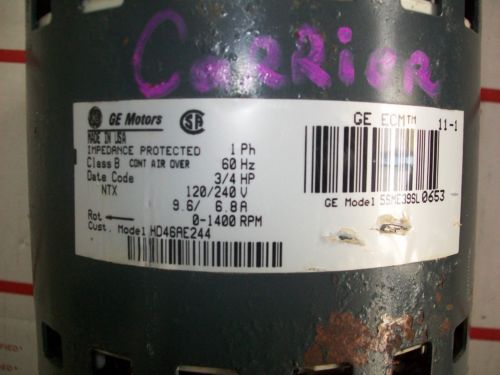 Carrier
GE Motors
MADE IN USA
IMPEDANCE PROTECTED 1 Ph
Class B CONT AIR OVER 60 Hz
Date Code 3/4 HP
NTX 120/240 V
9.6/ 6.8 A
Rot 0-1400 RPM
Cust. Model HD46AE244
GE ECM™ 11-1
GE Model 5SME39SL0653